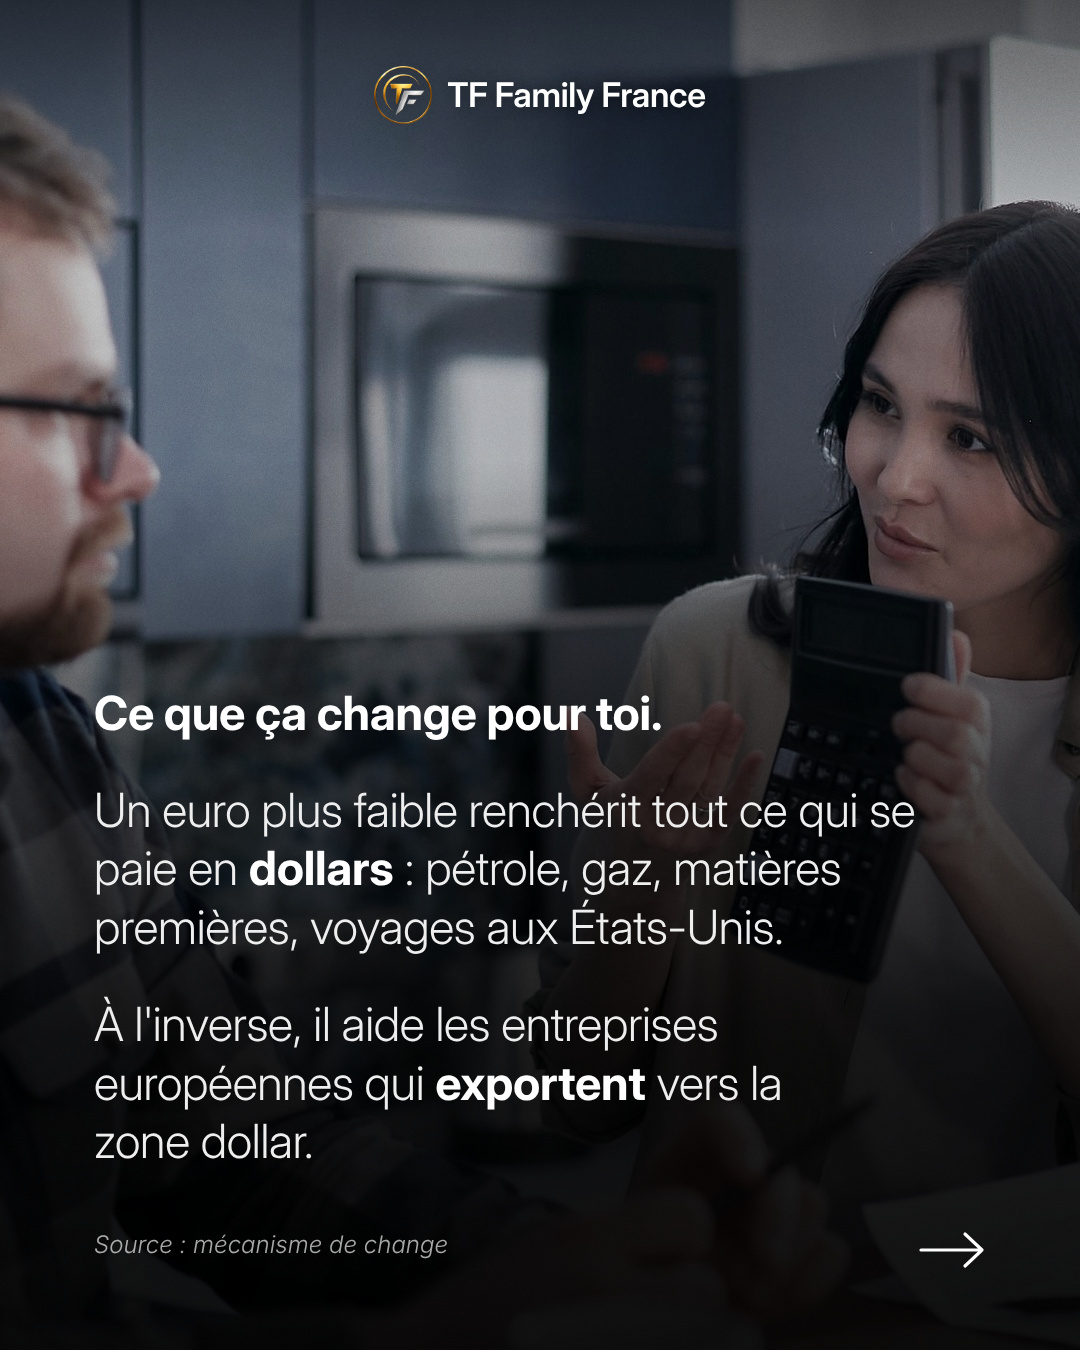 TF Family France
Ce que ça change pour toi.
Un euro plus faible renchérit tout ce qui se
paie en dollars : pétrole, gaz, matières
premières, voyages aux États-Unis.
À l'inverse, il aide les entreprises
européennes qui exportent vers la
zone dollar.
Source : mécanisme de change